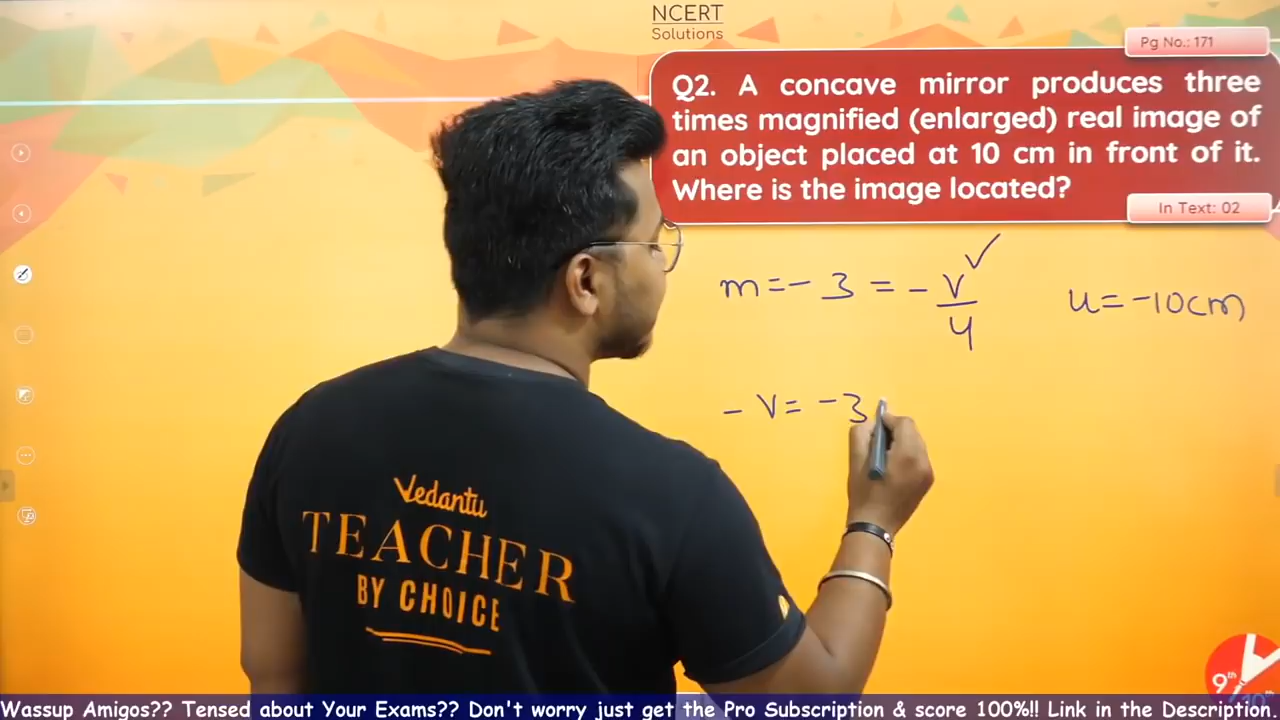 NCERT
Solutions
Pg No.: 171
Q2. A concave mirror produces three
times magnified (enlarged) real image of
an object placed at 10 cm in front of it.
Where is the image located?
In Text: 02
m = - 3 = - v/u ✓
u = -10cm
- v = - 3
Vedantu
TEACHER
BY CHOICE
9th
10th
Wassup Amigos?? Tensed about Your Exams?? Don't worry just get the Pro Subscription & score 100%!! Link in the Description